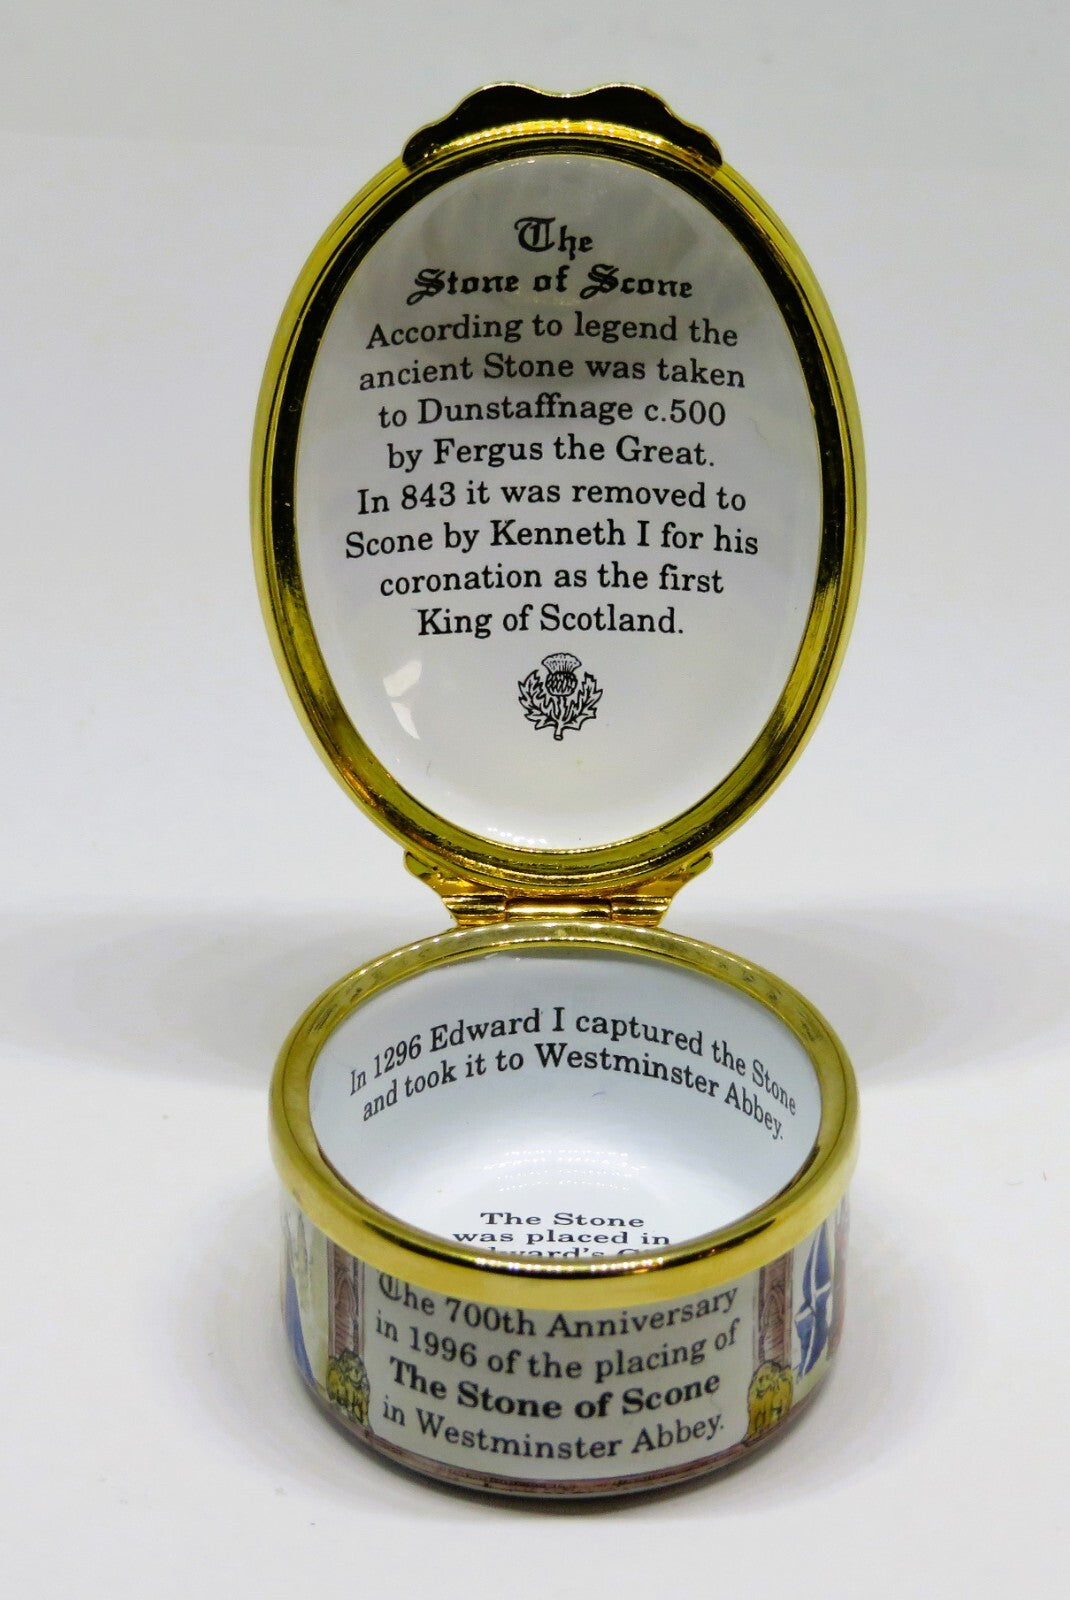 The
Stone of Scone
According to legend the
ancient Stone was taken
to Dunstaffnage c.500
by Fergus the Great.
In 843 it was removed to
Scone by Kenneth I for his
coronation as the first
King of Scotland.
In 1296 Edward I captured the Stone
and took it to Westminster Abbey.
The Stone
was placed in
The 700th Anniversary
in 1996 of the placing of
The Stone of Scone
in Westminster Abbey.